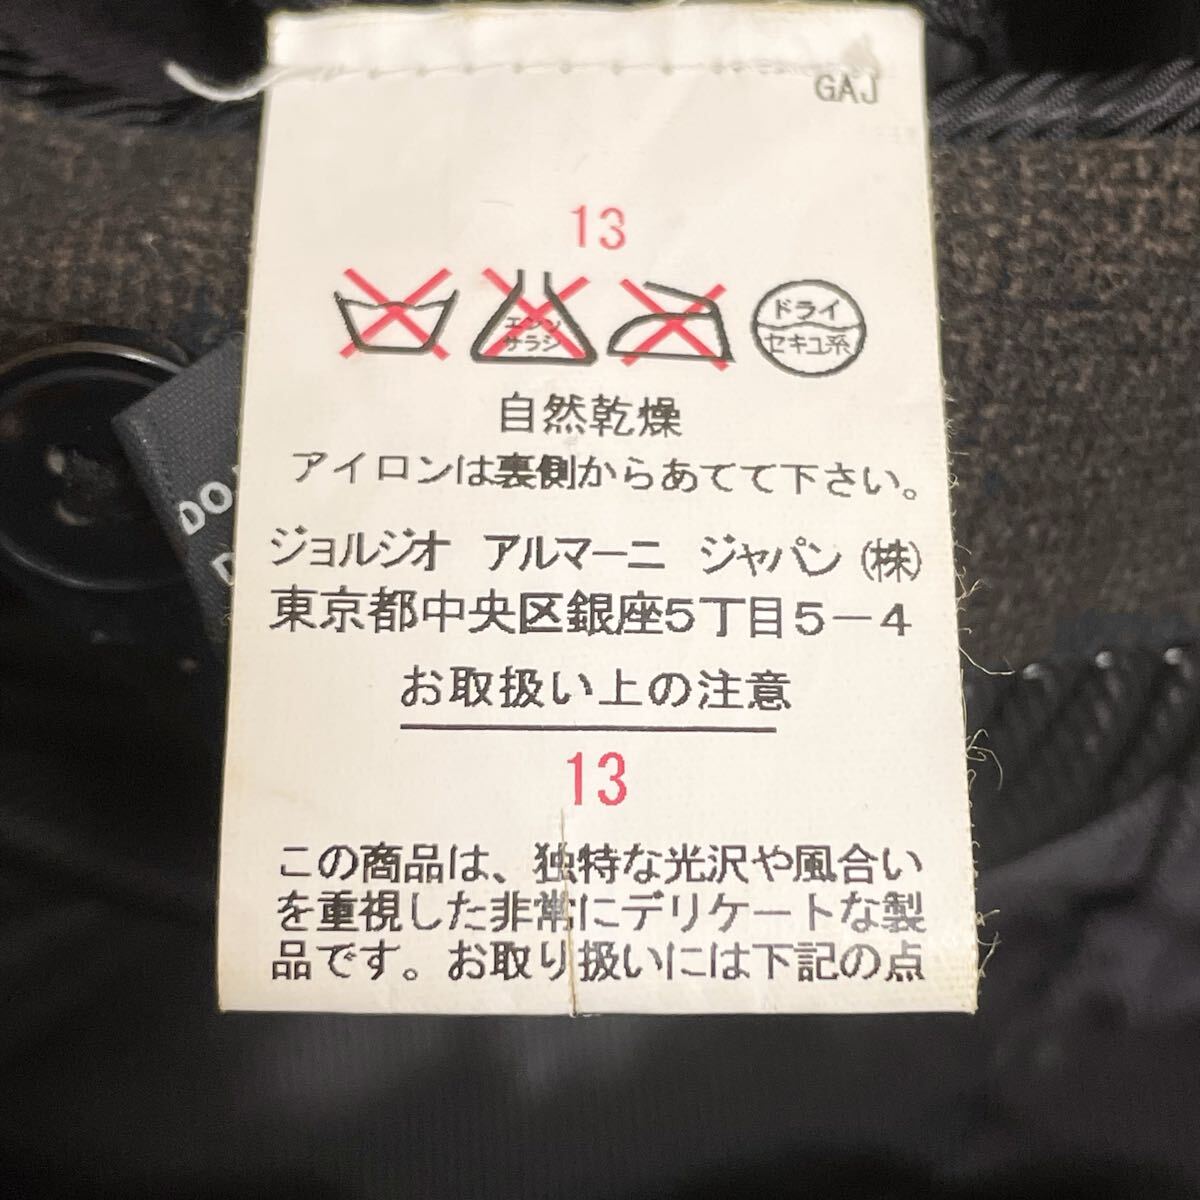 GAJ
13
エンソ
サラシ
ドライ
セキユ系
自然乾燥
アイロンは裏側からあてて下さい。
ジョルジオ アルマーニ ジャパン（株）
東京都中央区銀座5丁目5－4
お取扱い上の注意
13
この商品は、独特な光沢や風合い
を重視した非常にデリケートな製
品です。お取り扱いには下記の点
DO
D